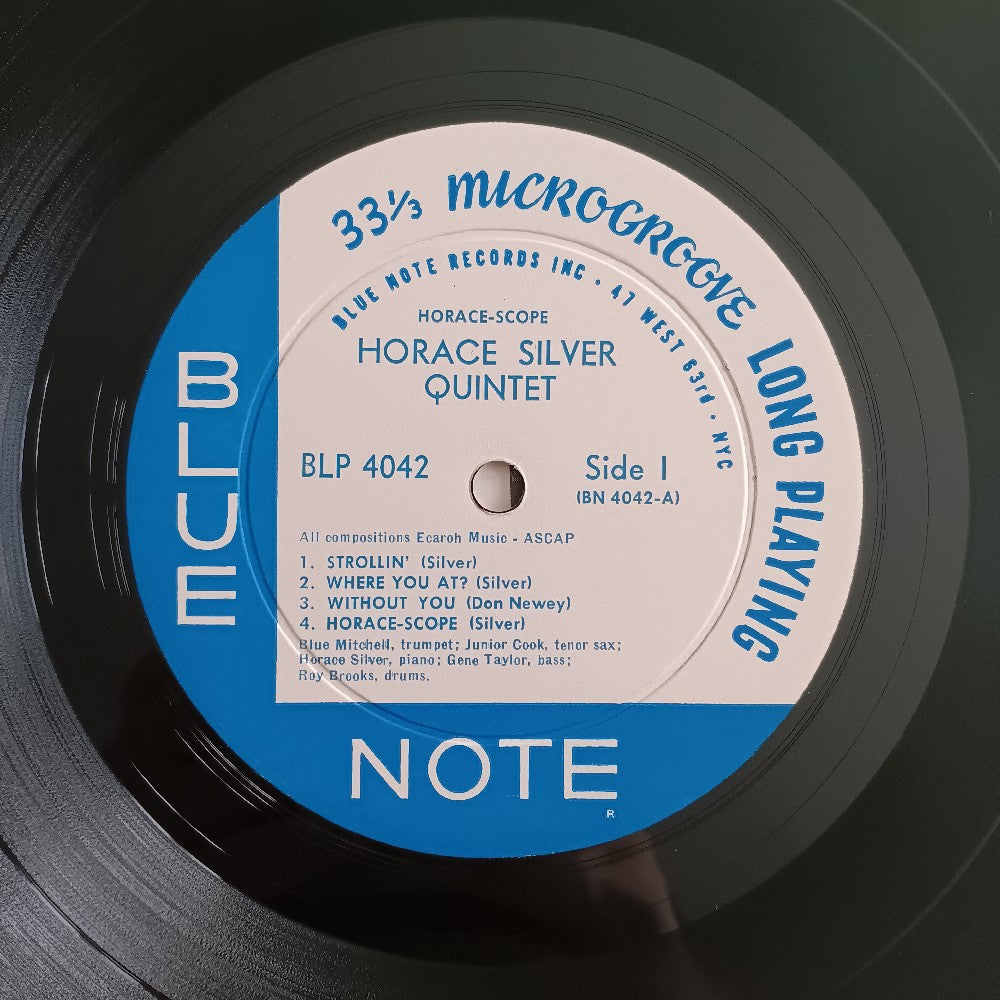 33⅓ MICROGROOVE LONG PLAYING
BLUE NOTE RECORDS INC • 47 WEST 63rd • NYC
HORACE-SCOPE
HORACE SILVER
QUINTET
BLP 4042
Side 1
(BN 4042-A)
All compositions Ecaroh Music - ASCAP
1. STROLLIN' (Silver)
2. WHERE YOU AT? (Silver)
3. WITHOUT YOU (Don Newey)
4. HORACE-SCOPE (Silver)
Blue Mitchell, trumpet; Junior Cook, tenor sax;
Horace Silver, piano; Gene Taylor, bass;
Roy Brooks, drums.
BLUE
NOTE
R